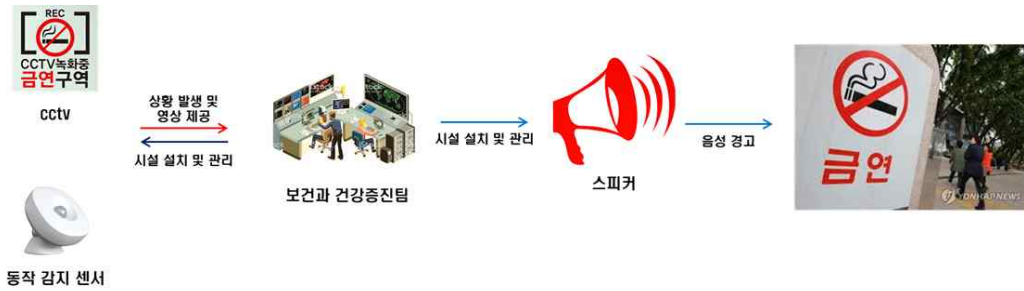 REC
CCTV녹화중
금연구역
cctv
동작 감지 센서
상황 발생 및
영상 제공
시설 설치 및 관리
보건과 건강증진팀
시설 설치 및 관리
스피커
음성 경고
금연
YONHAP NEWS